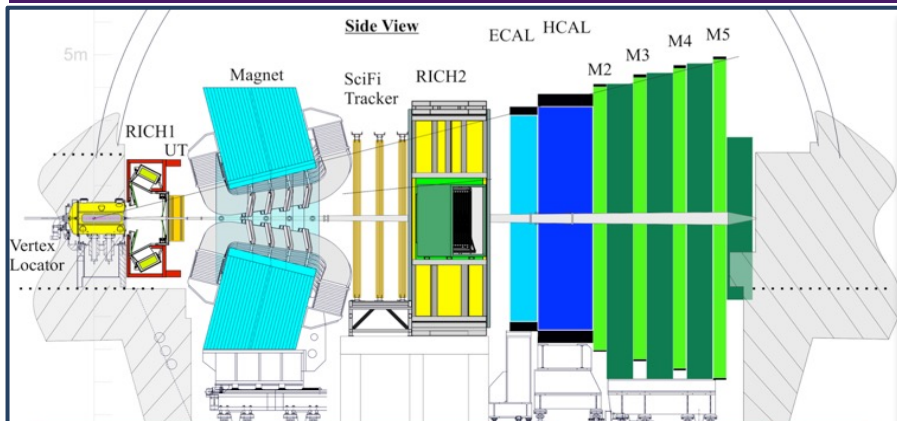 Side View
5m
Magnet
SciFi
Tracker
RICH2
ECAL
HCAL
M2
M3
M4
M5
RICH1
UT
Vertex
Locator